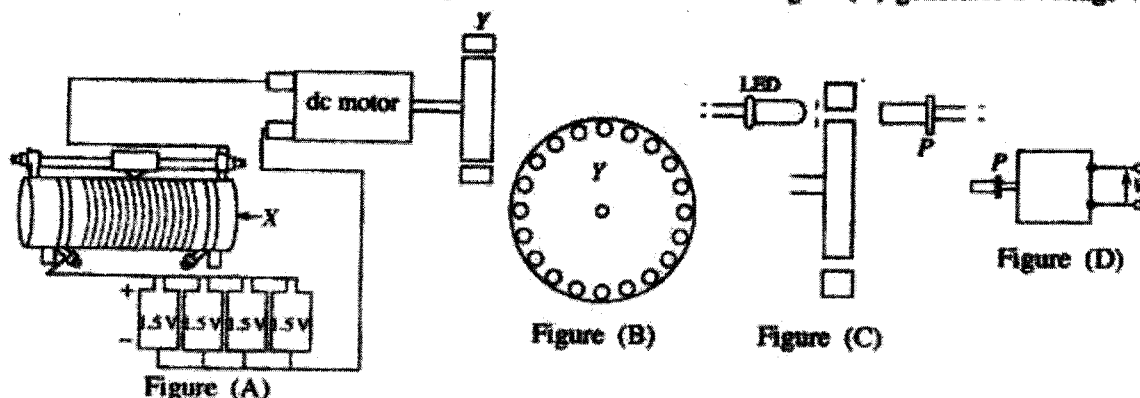 Y
dc motor
LED
P
X
Y
P
+
1.5 V 1.5 V 1.5 V 1.5 V
−
Figure (A)
Figure (B)
Figure (C)
Figure (D)